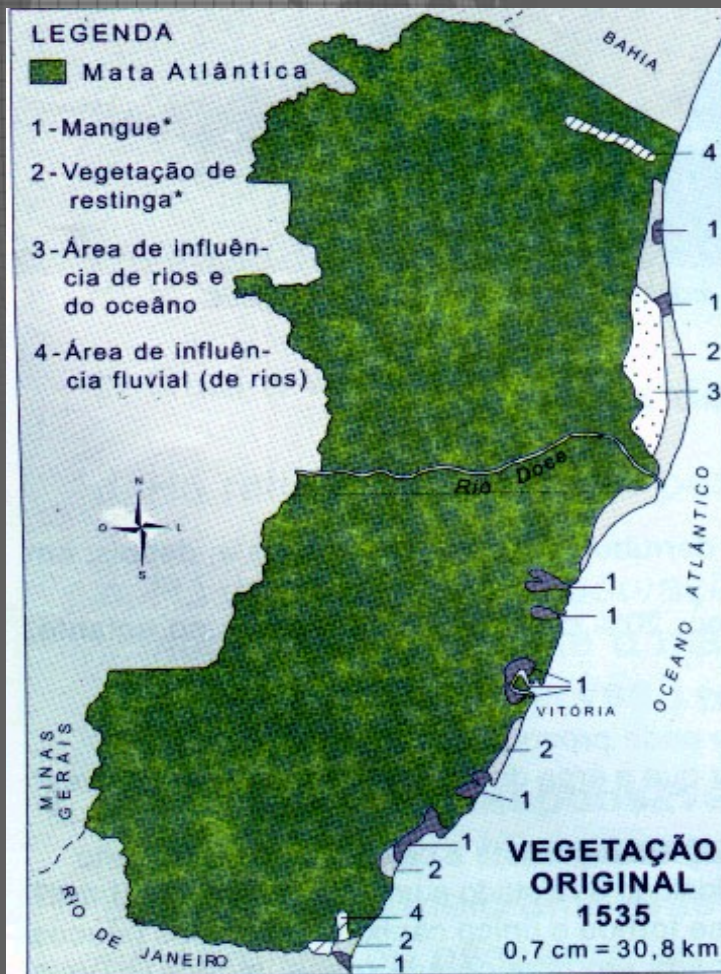 LEGENDA
Mata Atlântica
1-Mangue*
2-Vegetação de
restinga*
3-Área de influên-
cia de rios e
do oceâno
4-Área de influên-
cia fluvial (de rios)
BAHIA
4
1
1
2
3
Rio Doce
N
O
L
S
OCEANO ATLÂNTICO
1
1
1
VITÓRIA
2
1
1
2
MINAS
GERAIS
RIO DE JANEIRO
4
2
1
VEGETAÇÃO
ORIGINAL
1535
0,7 cm = 30,8 km